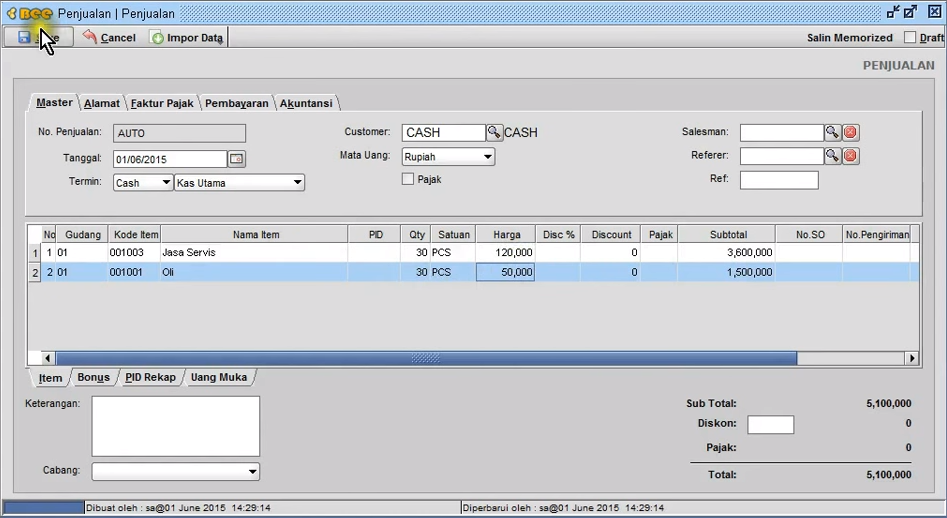 Bee Penjualan | Penjualan
Cancel Impor Data Salin Memorized Draft
PENJUALAN
Master Alamat Faktur Pajak Pembayaran Akuntansi
No. Penjualan: AUTO Customer: CASH CASH Salesman:
Tanggal: 01/06/2015 Mata Uang: Rupiah Referer:
Termin: Cash Kas Utama Pajak Ref:
No Gudang Kode Item Nama Item PID Qty Satuan Harga Disc % Discount Pajak Subtotal No.SO No.Pengiriman
1 1 01 001003 Jasa Servis 30 PCS 120,000 0 3,600,000
2 2 01 001001 Oli 30 PCS 50,000 0 1,500,000
Item Bonus PID Rekap Uang Muka
Keterangan: Sub Total: 5,100,000
Diskon: 0
Pajak: 0
Cabang: Total: 5,100,000
Dibuat oleh : sa@01 June 2015 14:29:14 Diperbarui oleh : sa@01 June 2015 14:29:14